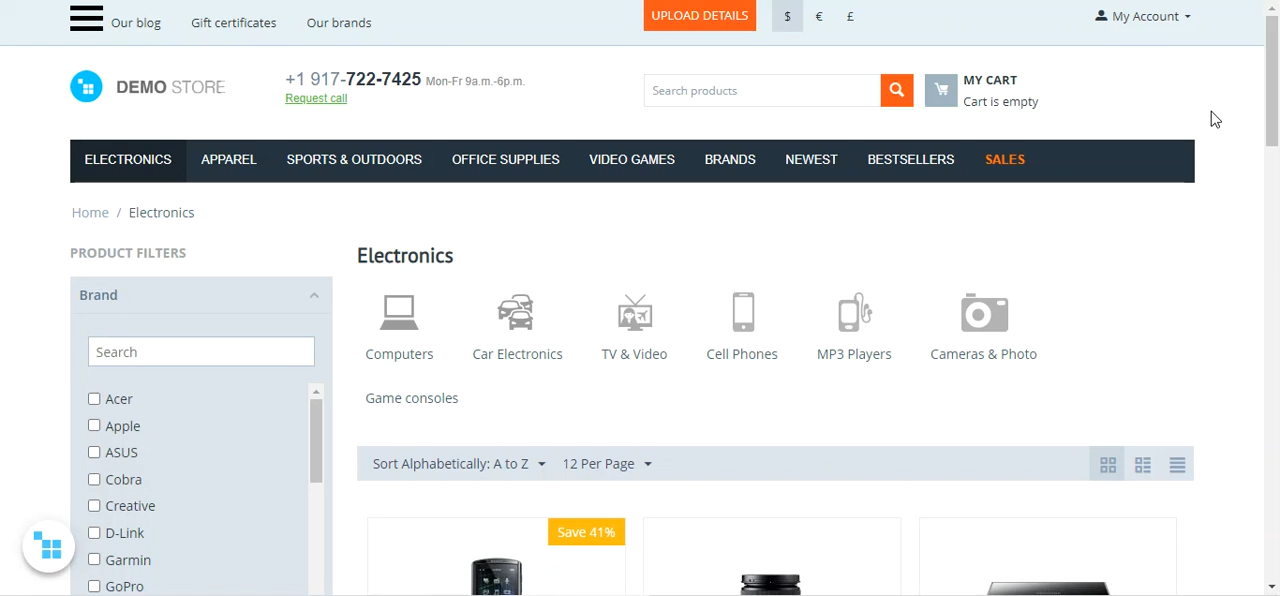 Our blog Gift certificates Our brands UPLOAD DETAILS $ € £ My Account
DEMO STORE
+1 917-722-7425 Mon-Fr 9a.m.-6p.m.
Request call
Search products
MY CART
Cart is empty
ELECTRONICS APPAREL SPORTS & OUTDOORS OFFICE SUPPLIES VIDEO GAMES BRANDS NEWEST BESTSELLERS SALES
Home / Electronics
PRODUCT FILTERS
Brand
Search
Acer
Apple
ASUS
Cobra
Creative
D-Link
Garmin
GoPro
Electronics
Computers Car Electronics TV & Video Cell Phones MP3 Players Cameras & Photo
Game consoles
Sort Alphabetically: A to Z 12 Per Page
Save 41%